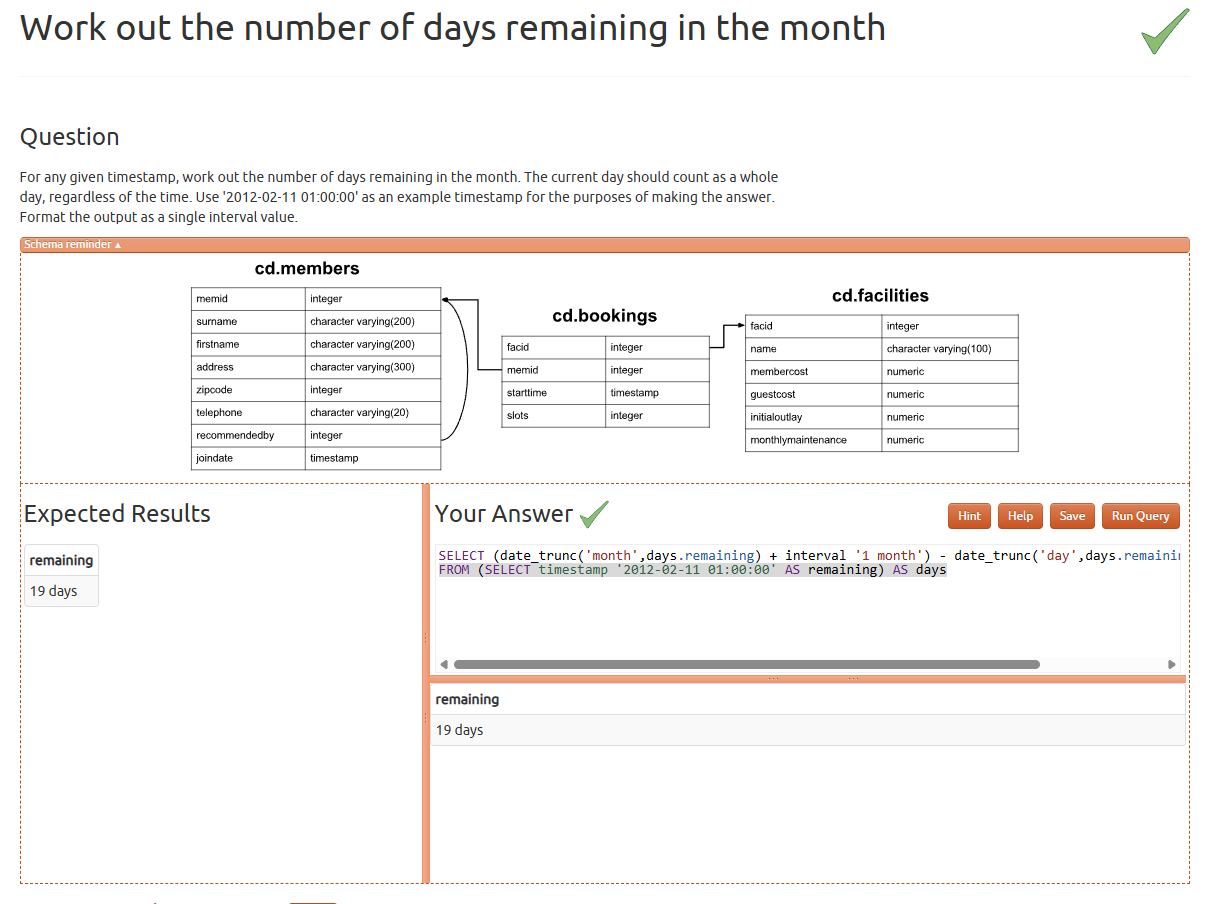 Work out the number of days remaining in the month
Question
For any given timestamp, work out the number of days remaining in the month. The current day should count as a whole
day, regardless of the time. Use '2012-02-11 01:00:00' as an example timestamp for the purposes of making the answer.
Format the output as a single interval value.
Schema reminder ▲
cd.members
memid integer
surname character varying(200)
firstname character varying(200)
address character varying(300)
zipcode integer
telephone character varying(20)
recommendedby integer
joindate timestamp
cd.bookings
facid integer
memid integer
starttime timestamp
slots integer
cd.facilities
facid integer
name character varying(100)
membercost numeric
guestcost numeric
initialoutlay numeric
monthlymaintenance numeric
Expected Results
remaining
19 days
Your Answer
Hint Help Save Run Query
SELECT (date_trunc('month',days.remaining) + interval '1 month') - date_trunc('day',days.remainin
FROM (SELECT timestamp '2012-02-11 01:00:00' AS remaining) AS days
remaining
19 days